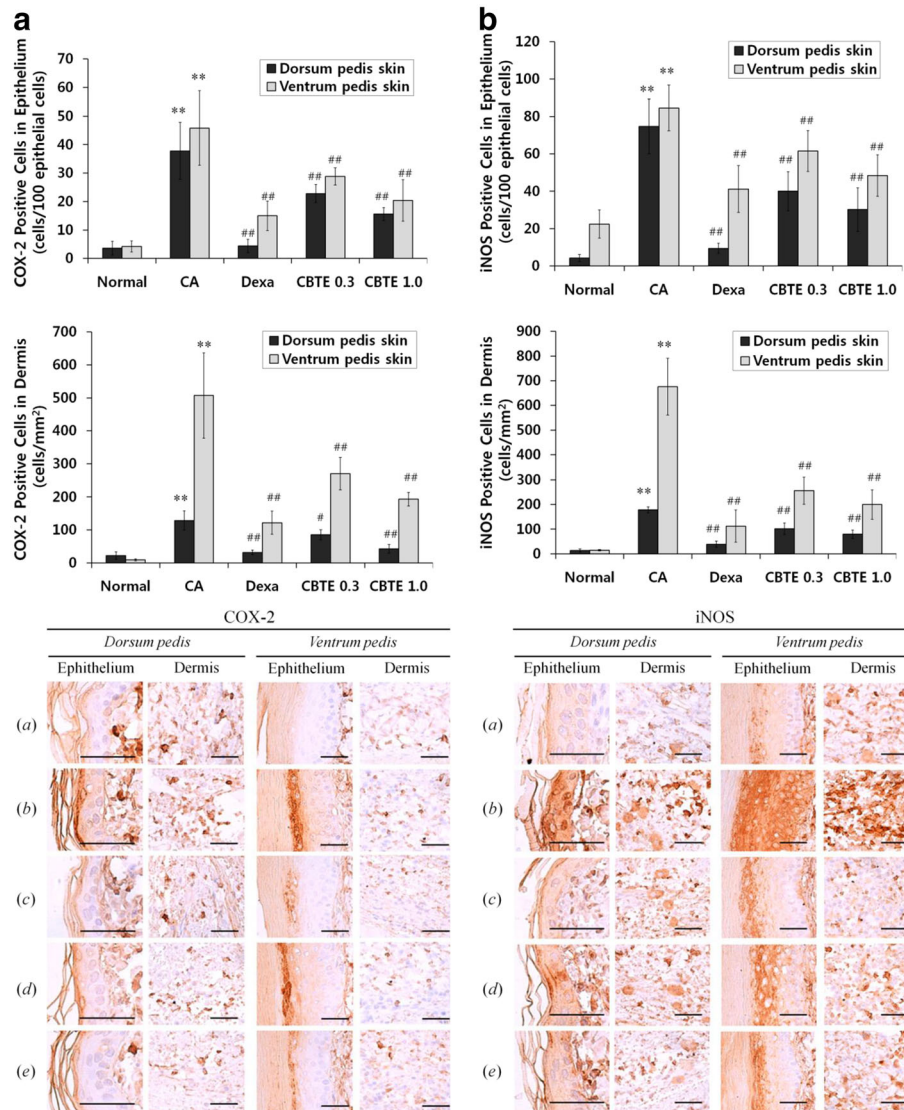 a
COX-2 Positive Cells in Epithelium
(cells/100 epithelial cells)
70
60
50
40
30
20
10
0
Dorsum pedis skin
Ventrum pedis skin
**
**
##
##
##
##
##
##
Normal CA Dexa CBTE 0.3 CBTE 1.0
COX-2 Positive Cells in Dermis
(cells/mm²)
700
600
500
400
300
200
100
0
Dorsum pedis skin
Ventrum pedis skin
**
**
##
##
#
##
##
##
Normal CA Dexa CBTE 0.3 CBTE 1.0
COX-2
Dorsum pedis Ventrum pedis
Ephithelium Dermis Ephithelium Dermis
(a)
(b)
(c)
(d)
(e)
b
iNOS Positive Cells in Epithelium
(cells/100 epithelial cells)
120
100
80
60
40
20
0
Dorsum pedis skin
Ventrum pedis skin
**
**
##
##
##
##
##
##
Normal CA Dexa CBTE 0.3 CBTE 1.0
iNOS Positive Cells in Dermis
(cells/mm²)
900
800
700
600
500
400
300
200
100
0
Dorsum pedis skin
Ventrum pedis skin
**
**
##
##
##
##
##
##
Normal CA Dexa CBTE 0.3 CBTE 1.0
iNOS
Dorsum pedis Ventrum pedis
Ephithelium Dermis Ephithelium Dermis
(a)
(b)
(c)
(d)
(e)